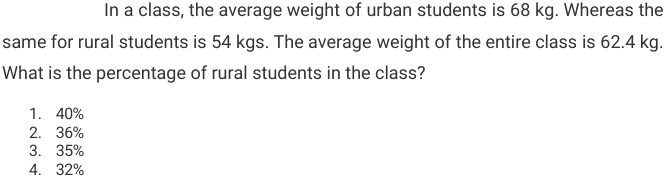 In a class, the average weight of urban students is 68 kg. Whereas the
same for rural students is 54 kgs. The average weight of the entire class is 62.4 kg.
What is the percentage of rural students in the class?
1. 40%
2. 36%
3. 35%
4. 32%